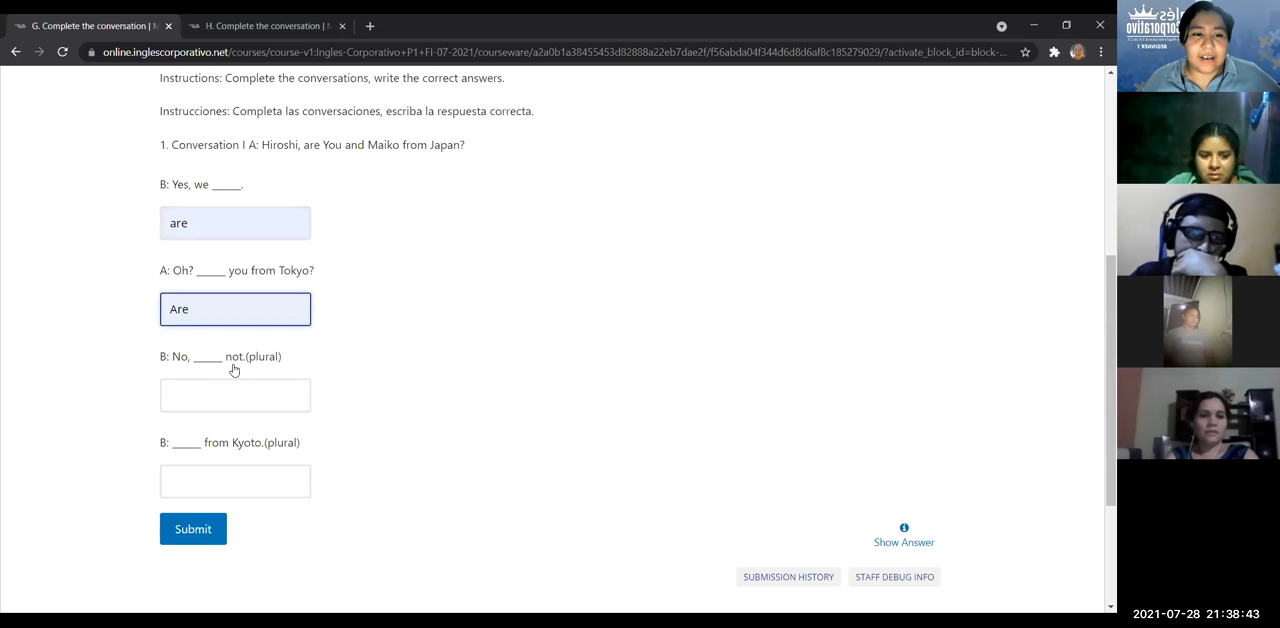 G. Complete the conversation | M
H. Complete the conversation | M
online.inglescorporativo.net/courses/course-v1:Ingles-Corporativo+P1+FI-07-2021/courseware/a2a0b1a38455453d82888a22eb7dae2f/f56abda04f344d6d8d6af8c185279029/?activate_block_id=block-...
Instructions: Complete the conversations, write the correct answers.
Instrucciones: Completa las conversaciones, escriba la respuesta correcta.
1. Conversation I A: Hiroshi, are You and Maiko from Japan?
B: Yes, we _____.
are
A: Oh? _____ you from Tokyo?
Are
B: No, _____ not.(plural)
B: _____ from Kyoto.(plural)
Submit
Show Answer
SUBMISSION HISTORY
STAFF DEBUG INFO
2021-07-28 21:38:43